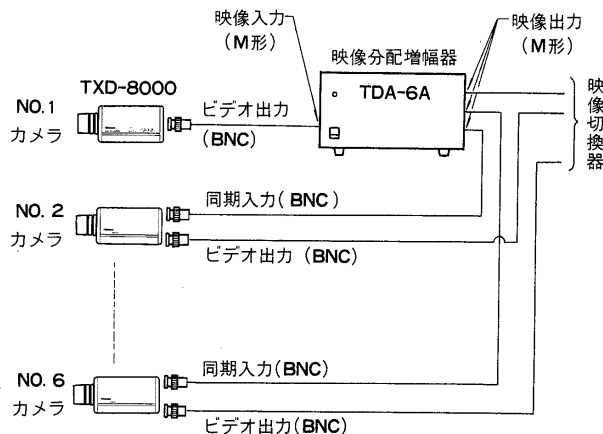 映像入力
(M形)
映像分配増幅器
映像出力
(M形)
TXD-8000
TDA-6A
NO.1
カメラ
ビデオ出力
(BNC)
映像切換器
NO. 2
カメラ
同期入力(BNC)
ビデオ出力(BNC)
NO. 6
カメラ
同期入力(BNC)
ビデオ出力(BNC)